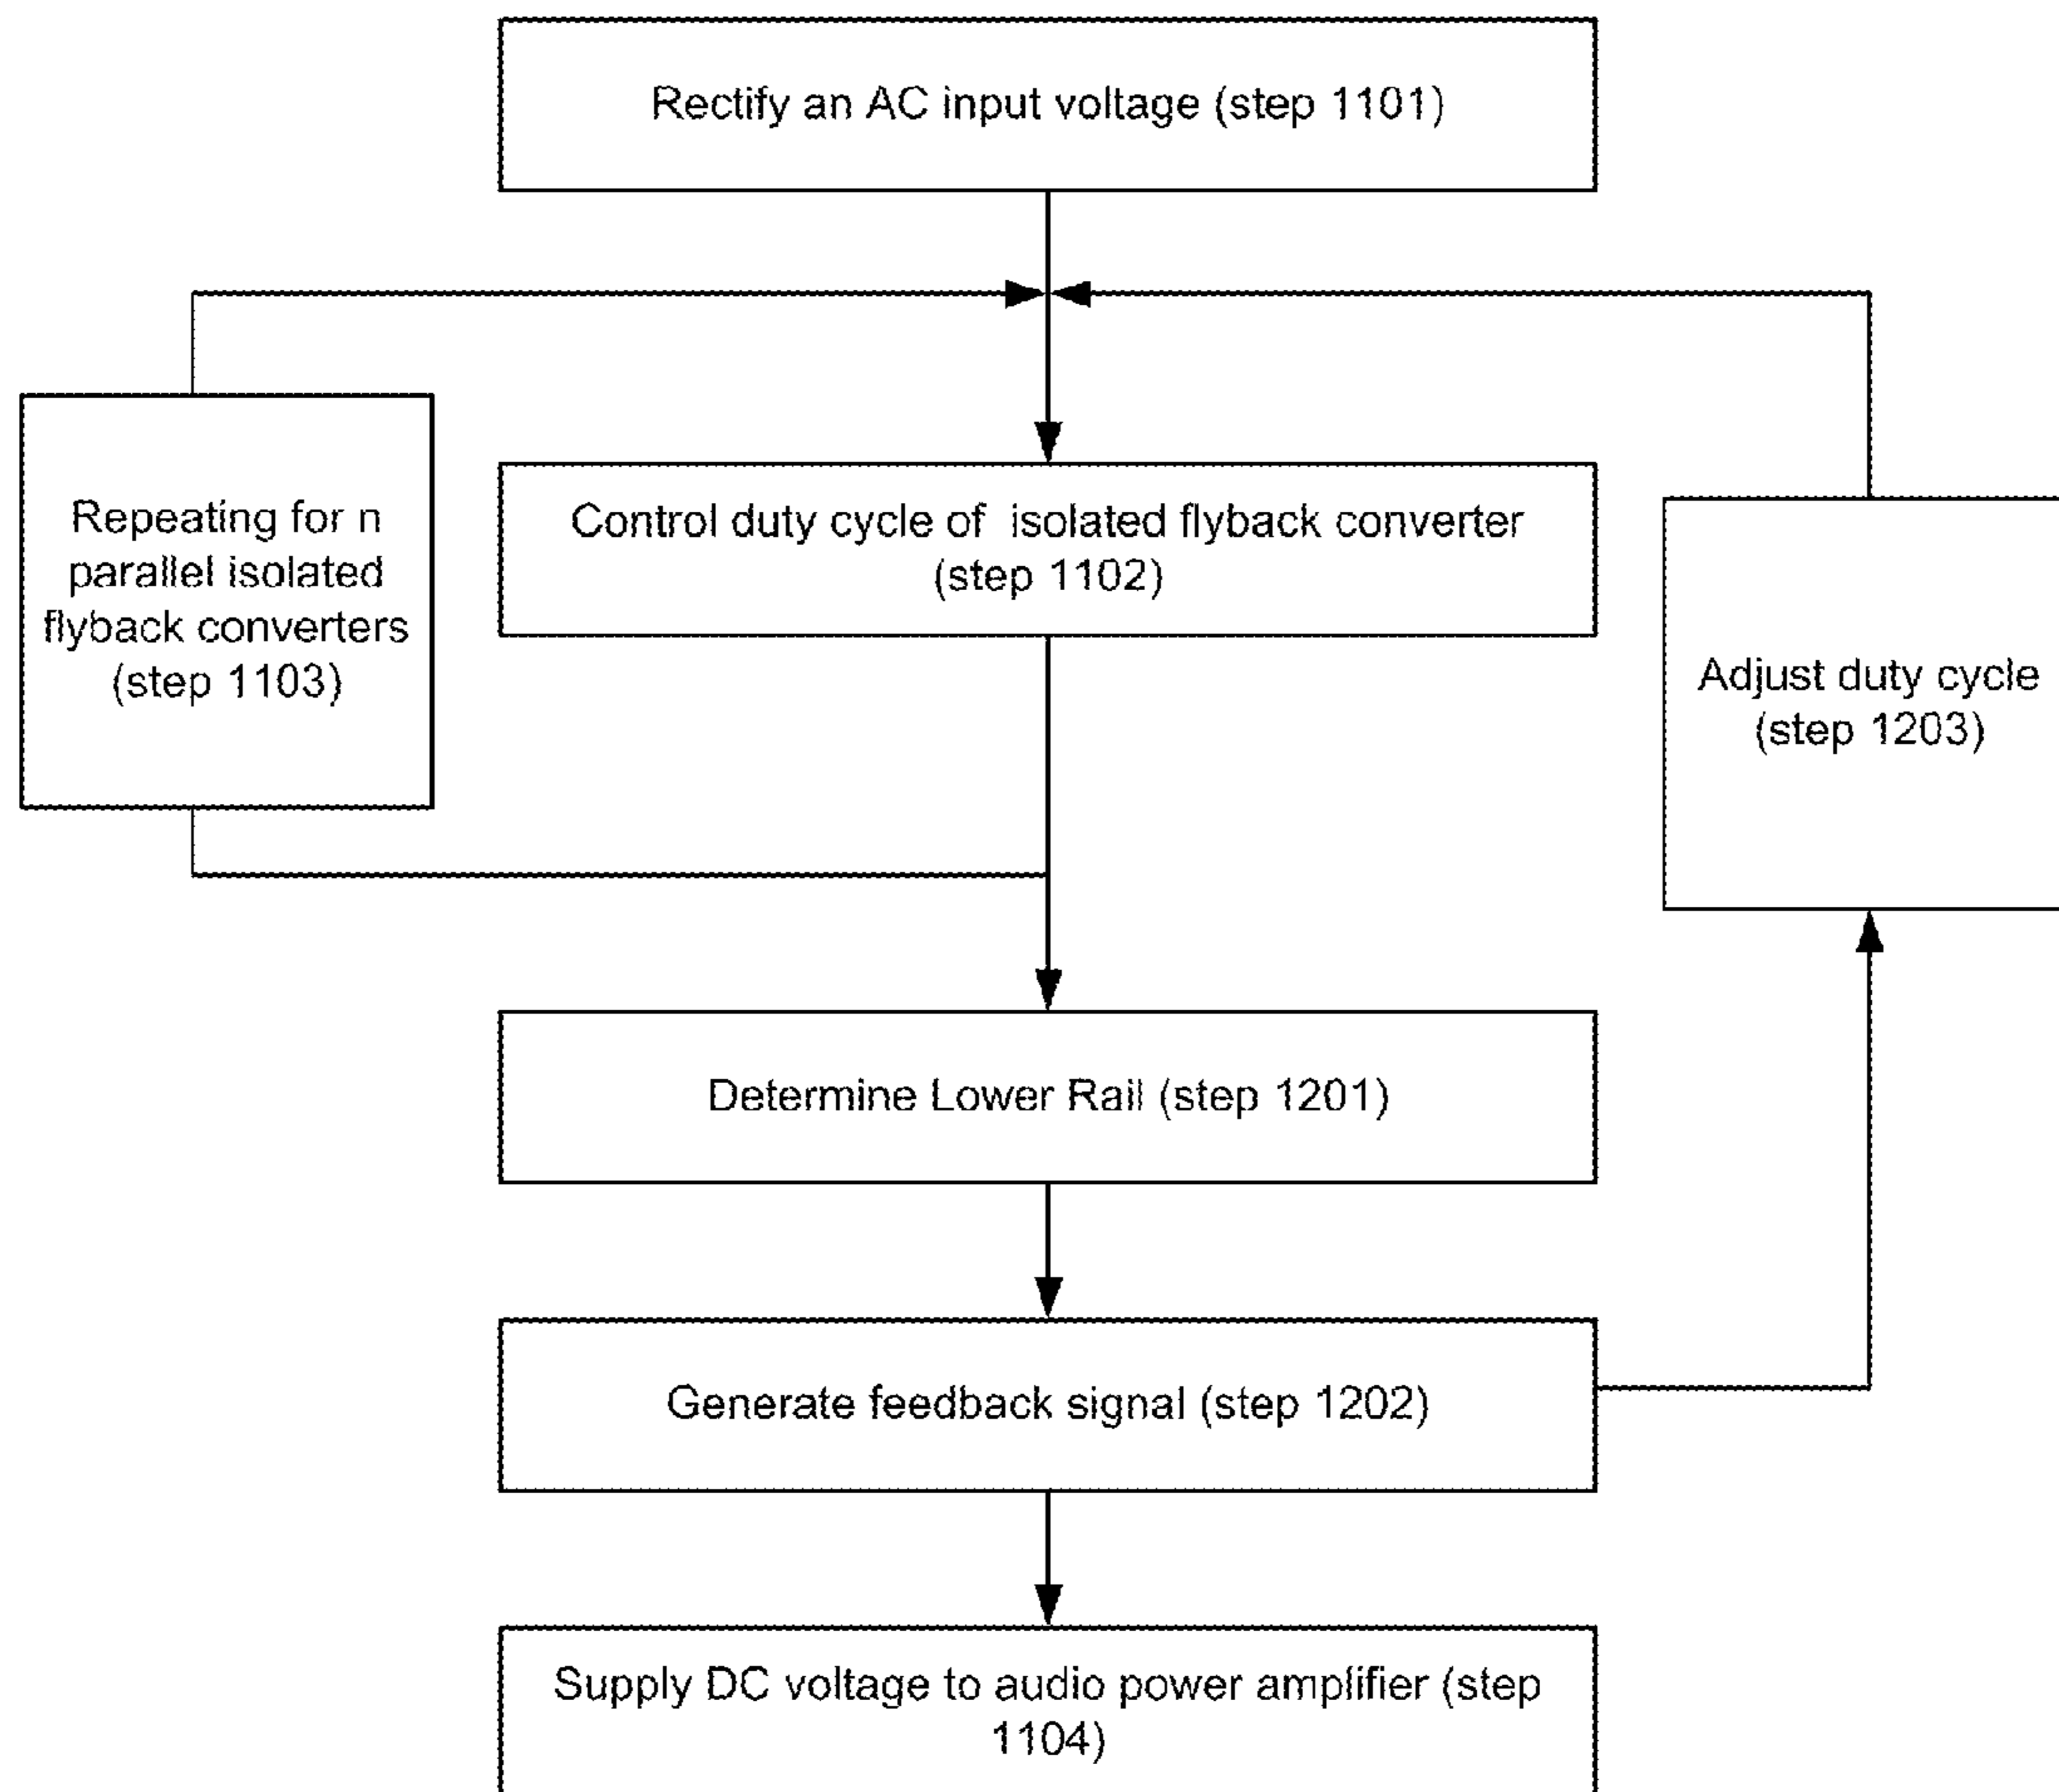 Rectify an AC input voltage (step 1101)
Repeating for n
parallel isolated
flyback converters
(step 1103)
Control duty cycle of isolated flyback converter
(step 1102)
Adjust duty cycle
(step 1203)
Determine Lower Rail (step 1201)
Generate feedback signal (step 1202)
Supply DC voltage to audio power amplifier (step
1104)